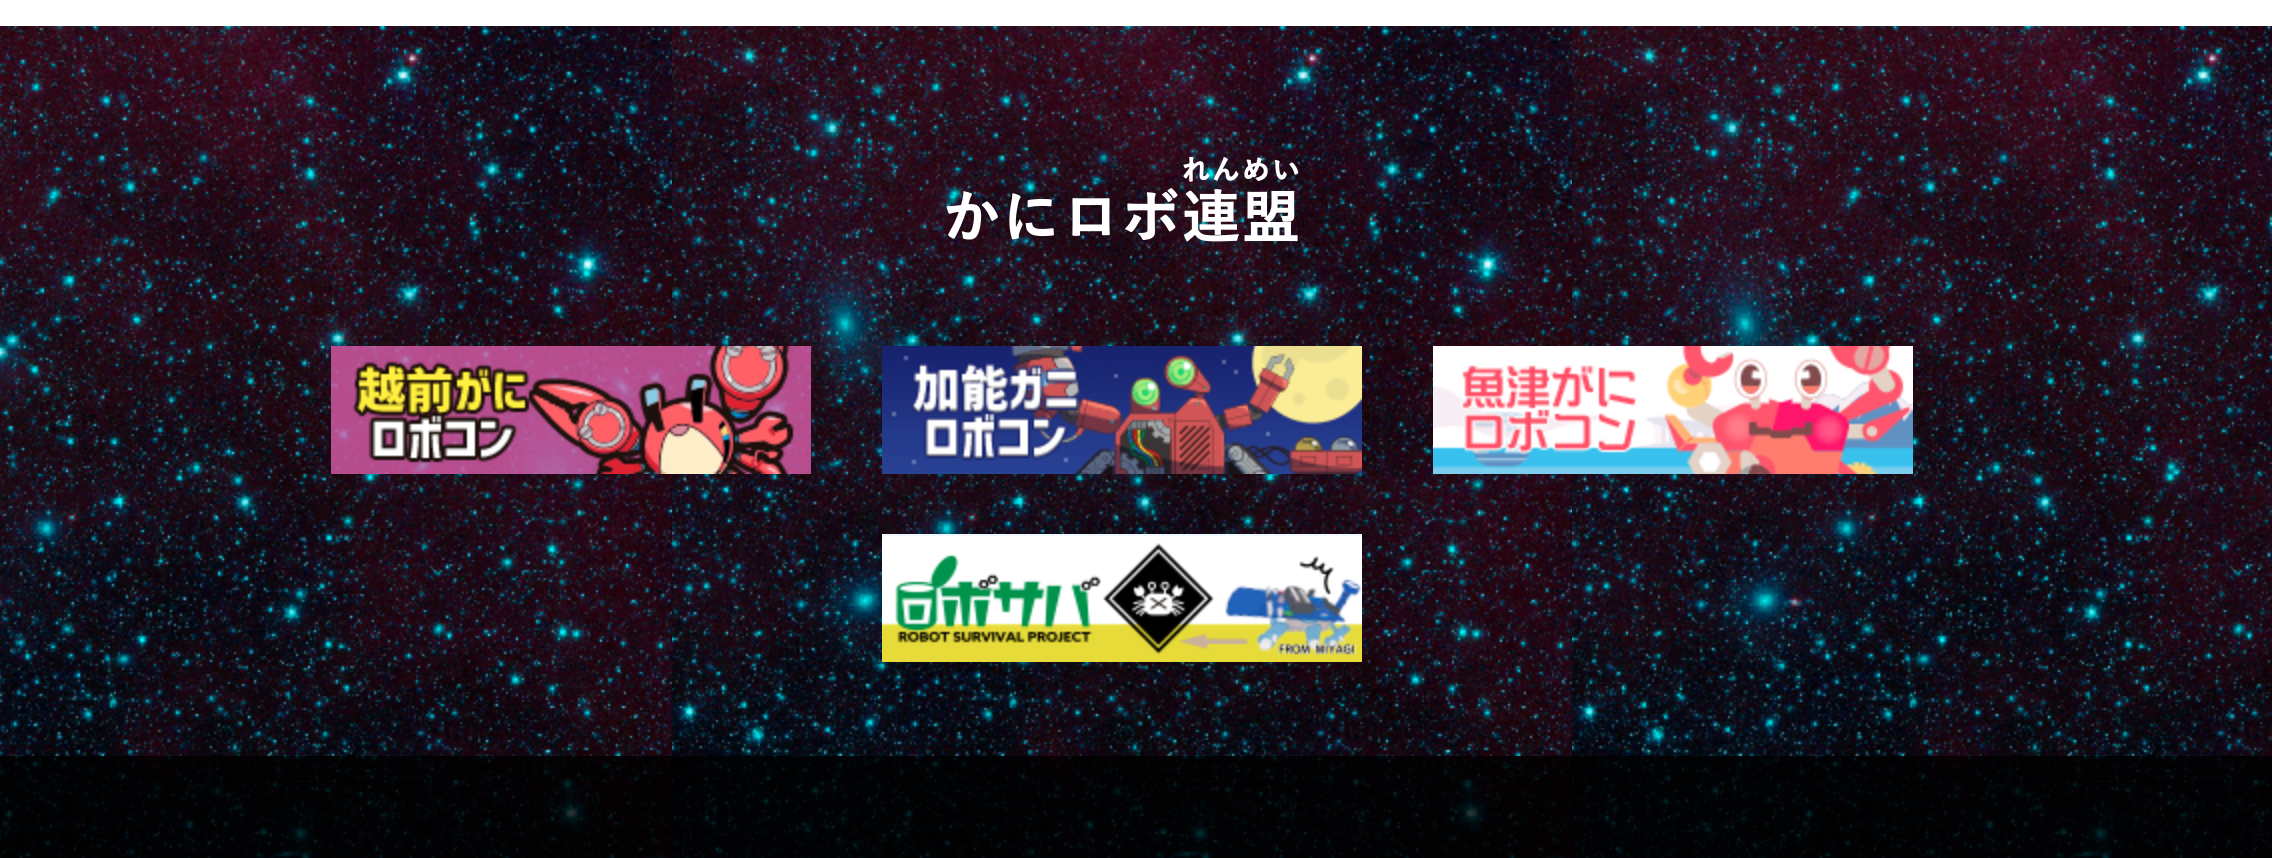 れんめい
かにロボ連盟
越前がに
ロボコン
加能ガニ
ロボコン
魚津がに
ロボコン
ロボサバ
ROBOT SURVIVAL PROJECT
FROM MIYAGI